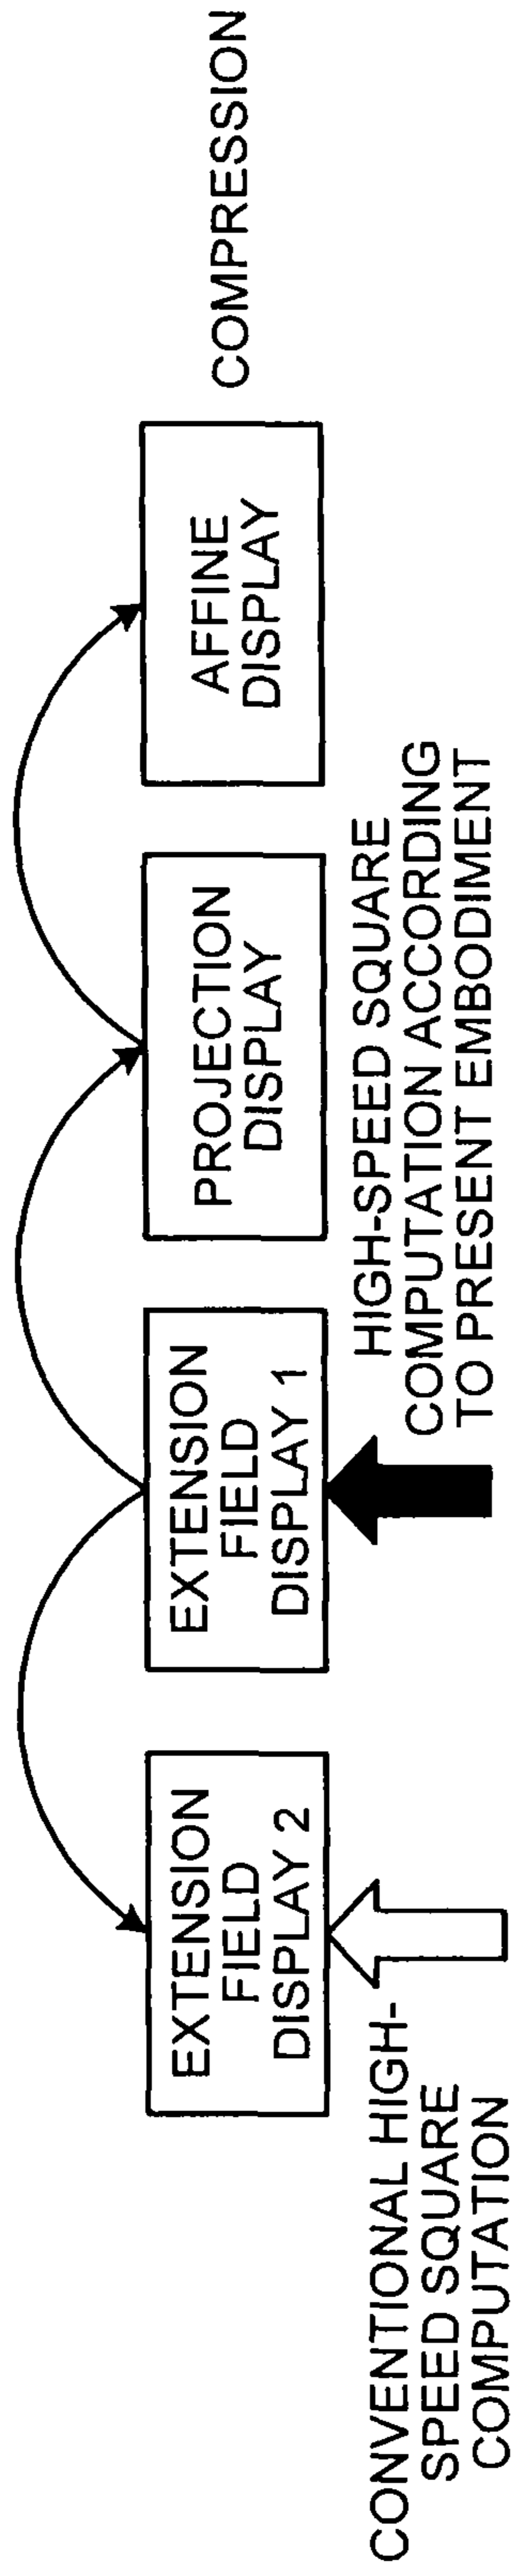 EXTENSION
FIELD
DISPLAY 2
EXTENSION
FIELD
DISPLAY 1
PROJECTION
DISPLAY
AFFINE
DISPLAY
COMPRESSION
CONVENTIONAL HIGH-
SPEED SQUARE
COMPUTATION
HIGH-SPEED SQUARE
COMPUTATION ACCORDING
TO PRESENT EMBODIMENT